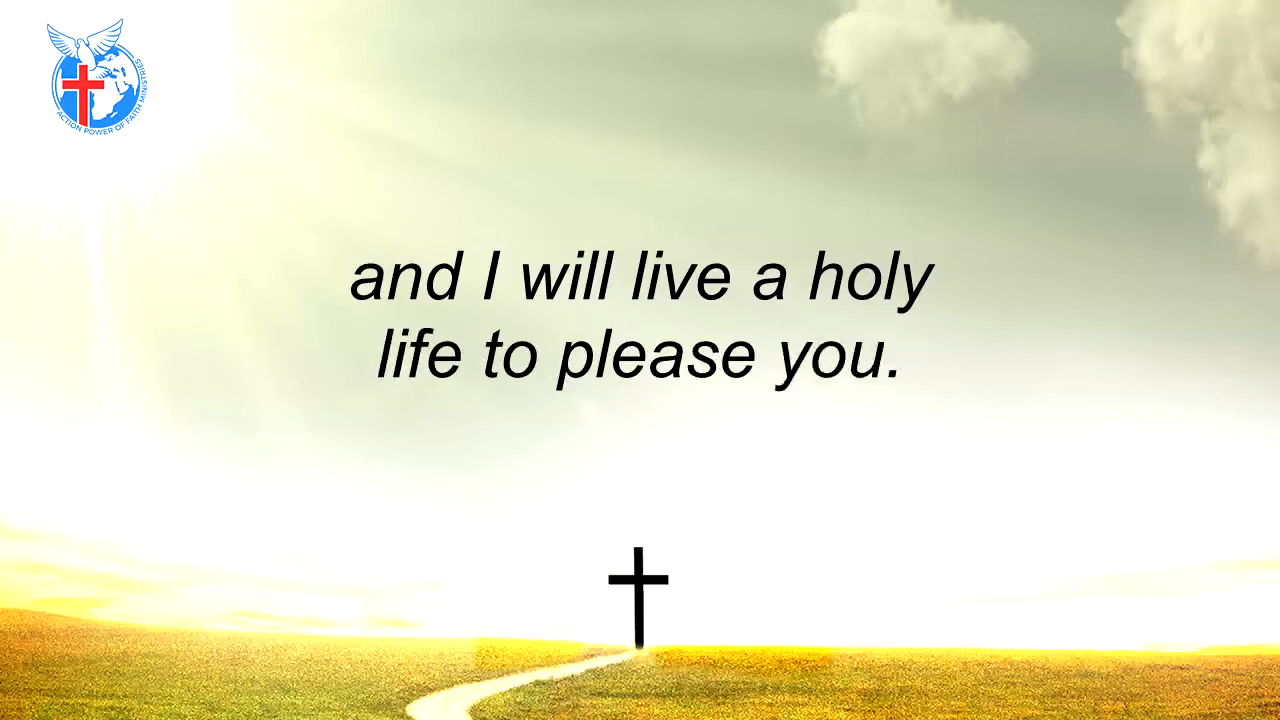 ACTION POWER OF FAITH MINISTRIES
and I will live a holy
life to please you.